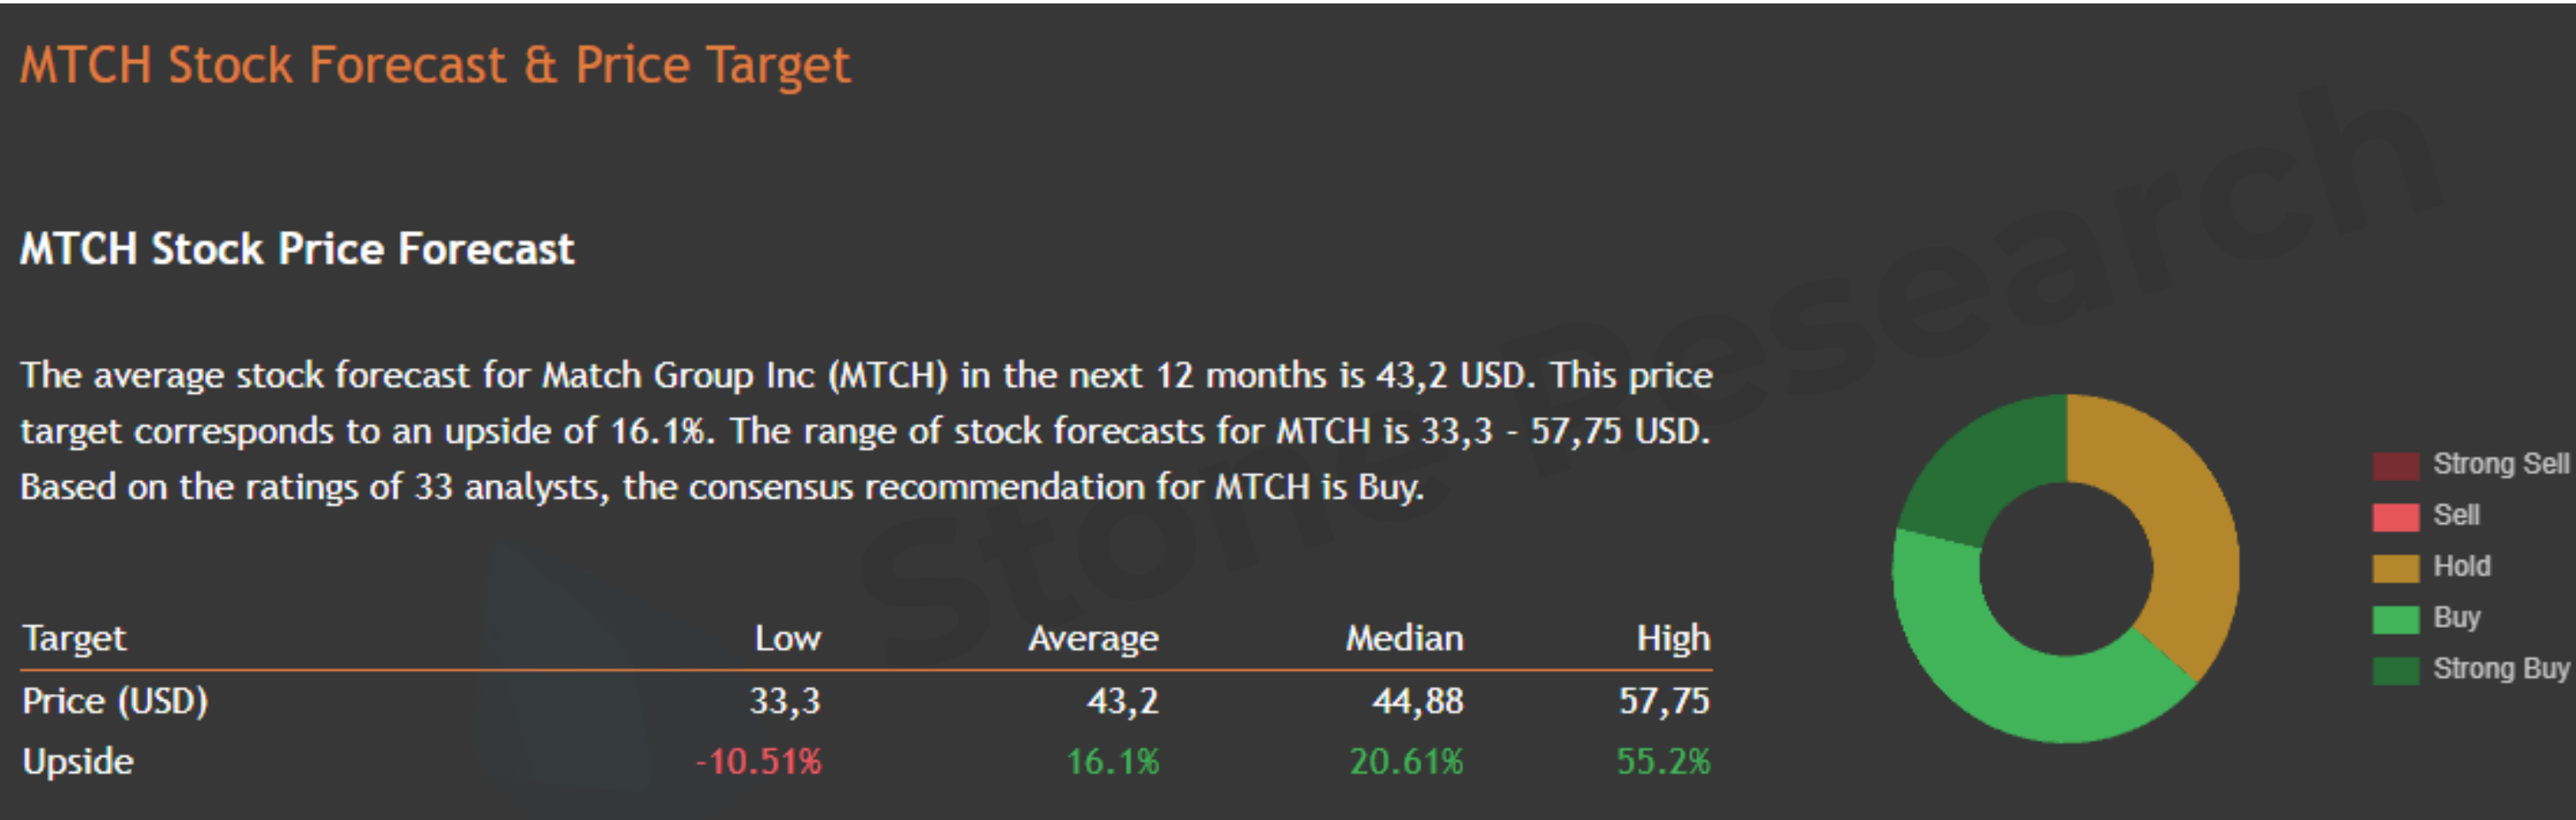 MTCH Stock Forecast & Price Target
MTCH Stock Price Forecast
The average stock forecast for Match Group Inc (MTCH) in the next 12 months is 43,2 USD. This price
target corresponds to an upside of 16.1%. The range of stock forecasts for MTCH is 33,3 - 57,75 USD.
Based on the ratings of 33 analysts, the consensus recommendation for MTCH is Buy.
Target Low Average Median High
Price (USD) 33,3 43,2 44,88 57,75
Upside -10.51% 16.1% 20.61% 55.2%
Strong Sell
Sell
Hold
Buy
Strong Buy
Stone Research